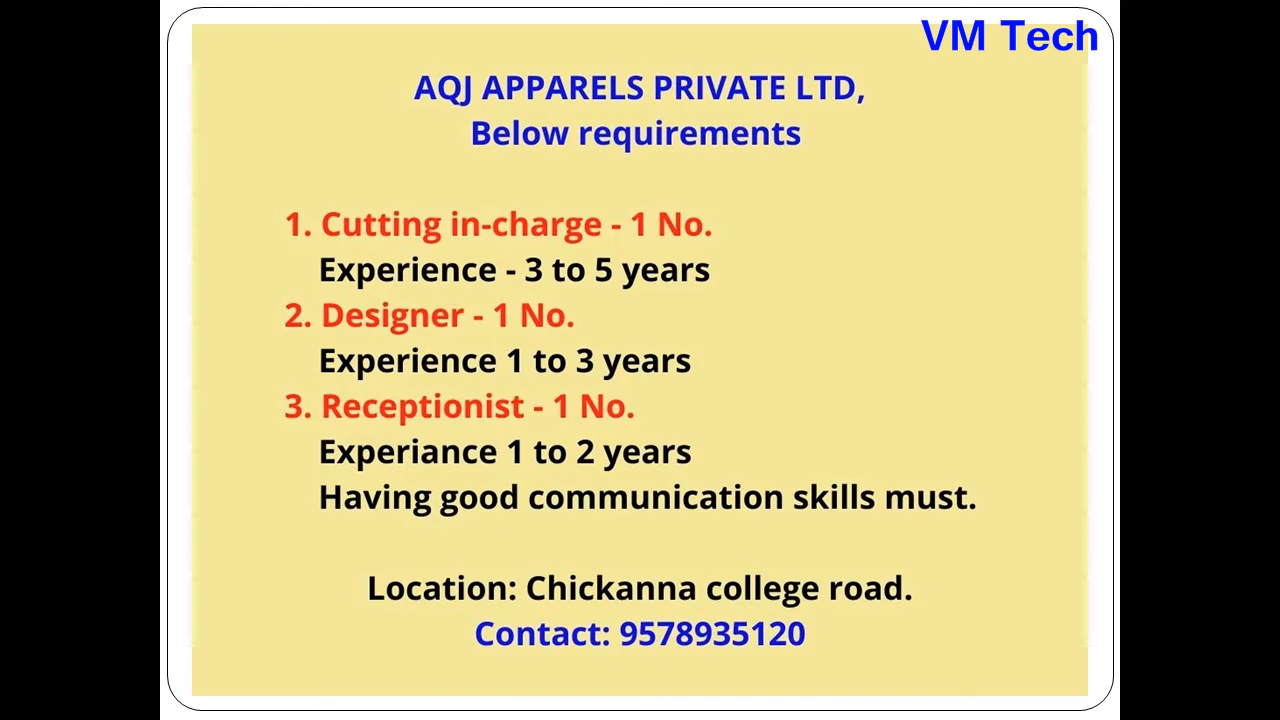 VM Tech
AQJ APPARELS PRIVATE LTD,
Below requirements
1. Cutting in-charge - 1 No.
Experience - 3 to 5 years
2. Designer - 1 No.
Experience 1 to 3 years
3. Receptionist - 1 No.
Experiance 1 to 2 years
Having good communication skills must.
Location: Chickanna college road.
Contact: 9578935120